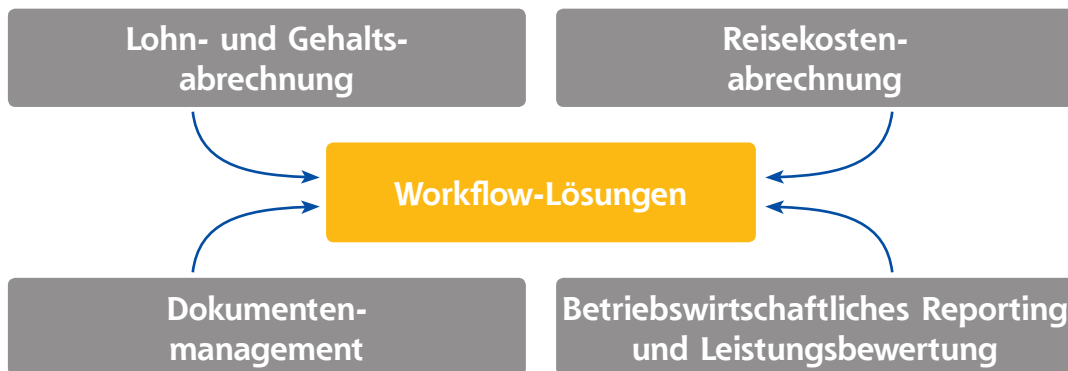 Lohn- und Gehalts-
abrechnung
Reisekosten-
abrechnung
Workflow-Lösungen
Dokumenten-
management
Betriebswirtschaftliches Reporting
und Leistungsbewertung